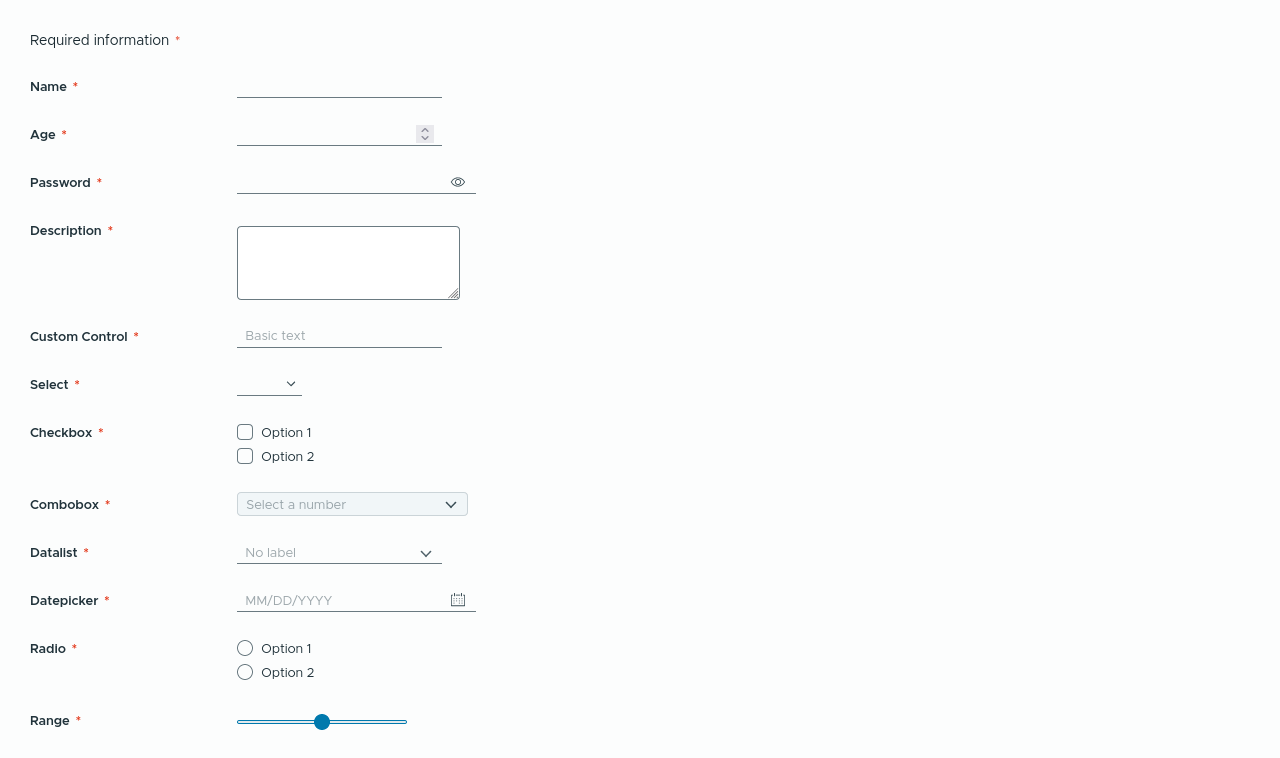 Required information *
Name *
Age *
Password *
Description *
Custom Control * Basic text
Select *
Checkbox * Option 1
Option 2
Combobox * Select a number
Datalist * No label
Datepicker * MM/DD/YYYY
Radio * Option 1
Option 2
Range *